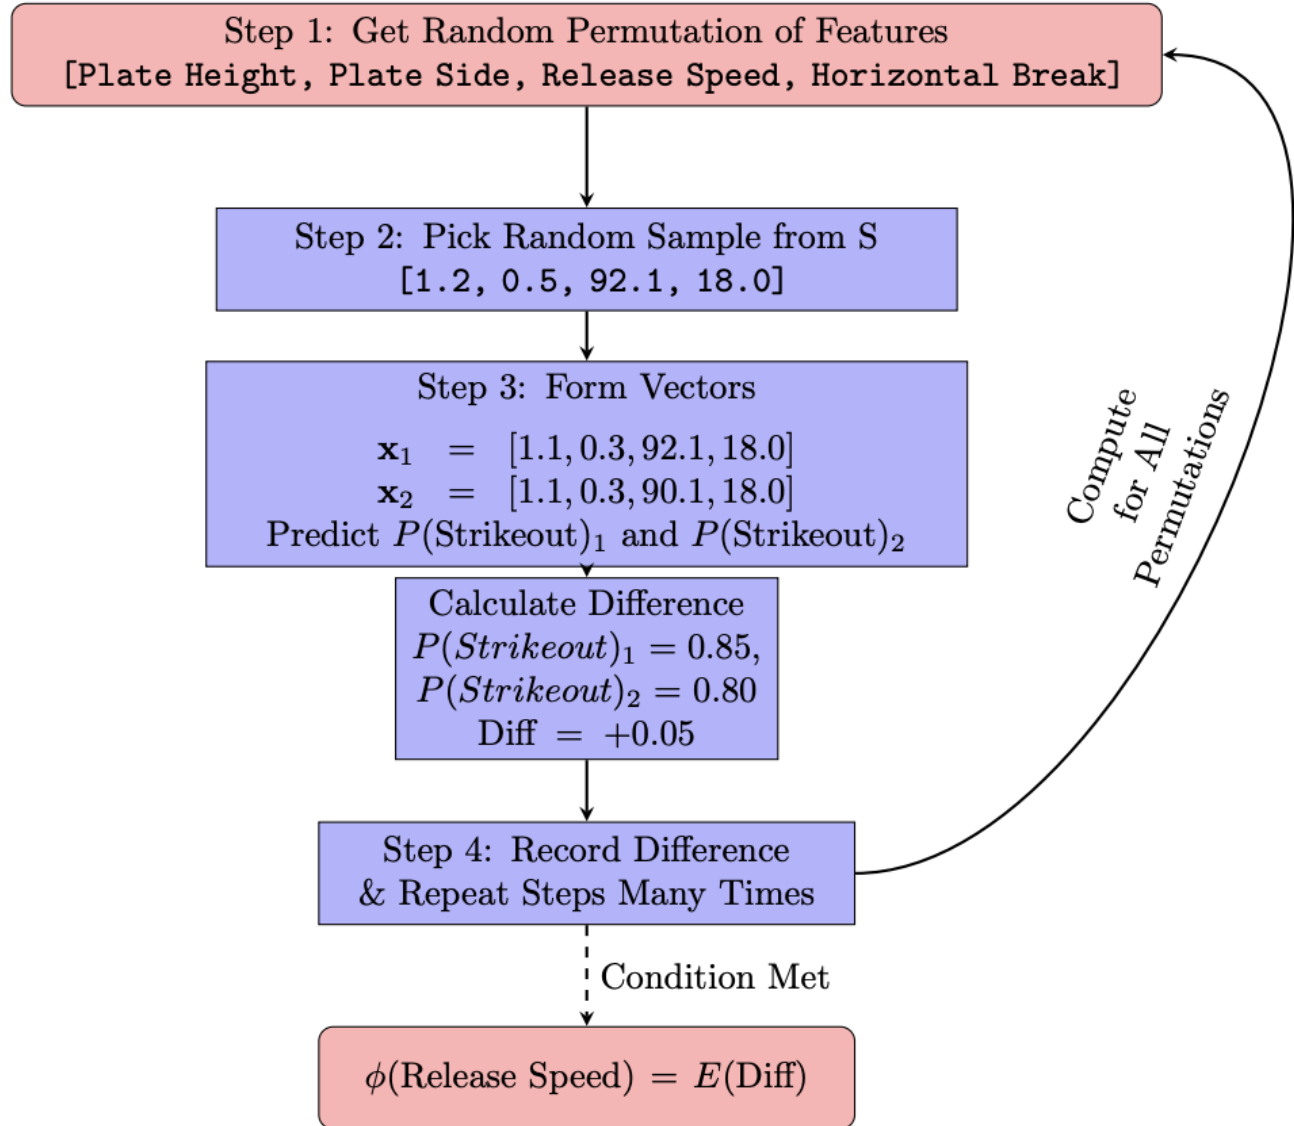 Step 1: Get Random Permutation of Features
[Plate Height, Plate Side, Release Speed, Horizontal Break]
Step 2: Pick Random Sample from S
[1.2, 0.5, 92.1, 18.0]
Step 3: Form Vectors
x₁ = [1.1, 0.3, 92.1, 18.0]
x₂ = [1.1, 0.3, 90.1, 18.0]
Predict P(Strikeout)₁ and P(Strikeout)₂
Calculate Difference
P(Strikeout)₁ = 0.85,
P(Strikeout)₂ = 0.80
Diff = +0.05
Step 4: Record Difference
& Repeat Steps Many Times
Compute
for All
Permutations
Condition Met
ϕ(Release Speed) = E(Diff)